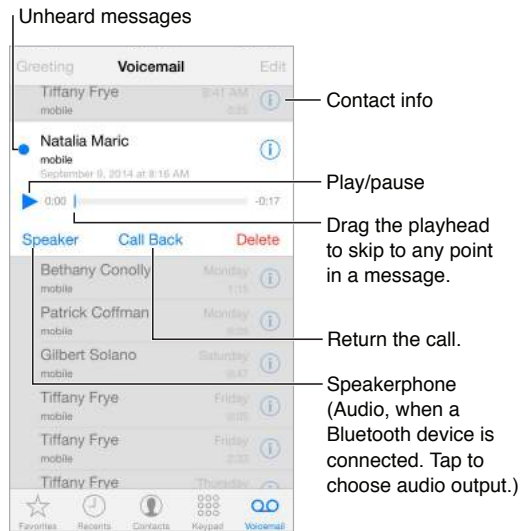 Unheard messages
Greeting Voicemail Edit
Tiffany Frye 8:41 AM
mobile
Contact info
Natalia Maric
mobile
September 9, 2014 at 8:16 AM
Play/pause
0:00 -0:17
Drag the playhead
to skip to any point
in a message.
Speaker Call Back Delete
Bethany Conolly Monday
mobile 1:15
Patrick Coffman Monday
mobile
Return the call.
Gilbert Solano Saturday
mobile
Speakerphone
(Audio, when a
Bluetooth device is
connected. Tap to
choose audio output.)
Tiffany Frye Friday
mobile
Tiffany Frye Friday
mobile
Tiffany Frye Thursday
Favorites Recents Contacts Keypad Voicemail